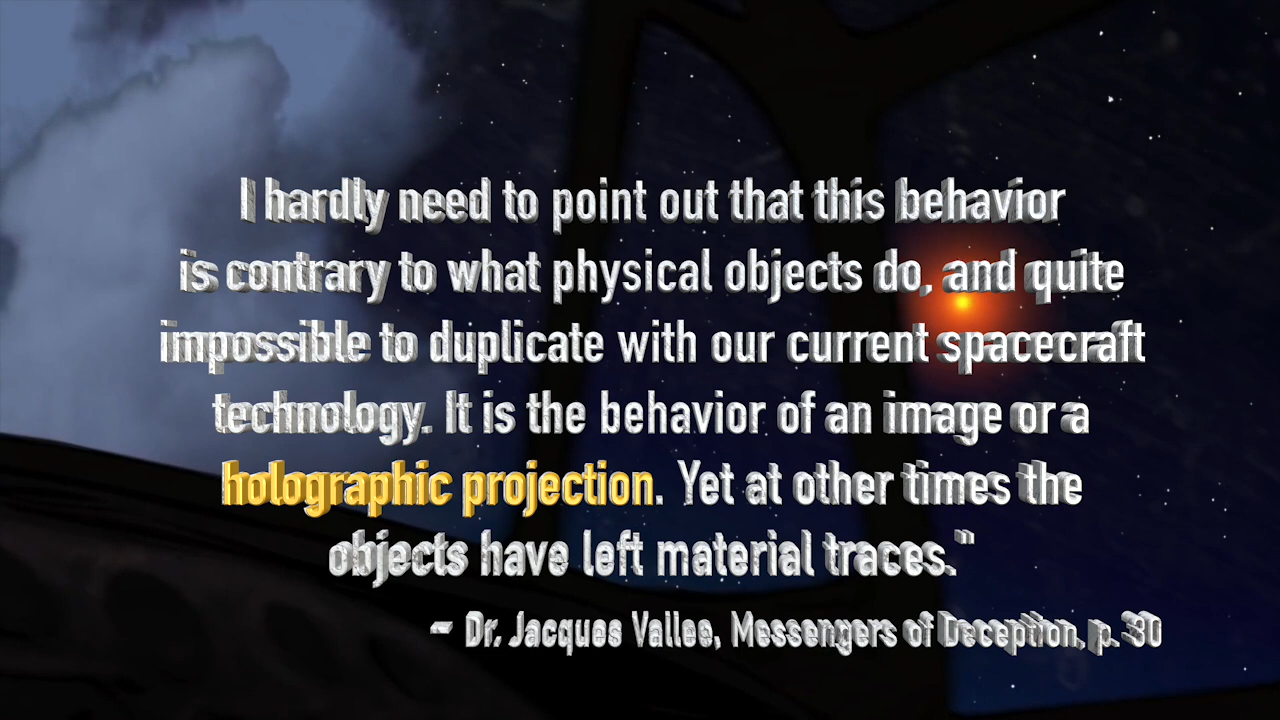 I hardly need to point out that this behavior
is contrary to what physical objects do, and quite
impossible to duplicate with our current spacecraft
technology. It is the behavior of an image or a
holographic projection. Yet at other times the
objects have left material traces."
- Dr. Jacques Vallee, Messengers of Deception, p. 30